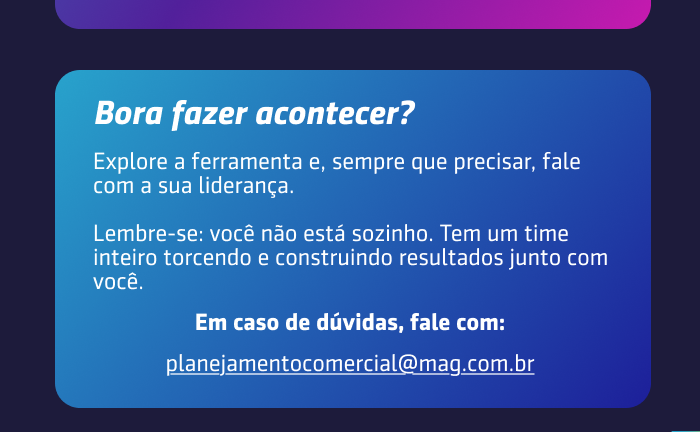 Bora fazer acontecer?
Explore a ferramenta e, sempre que precisar, fale
com a sua liderança.
Lembre-se: você não está sozinho. Tem um time
inteiro torcendo e construindo resultados junto com
você.
Em caso de dúvidas, fale com:
planejamentocomercial@mag.com.br